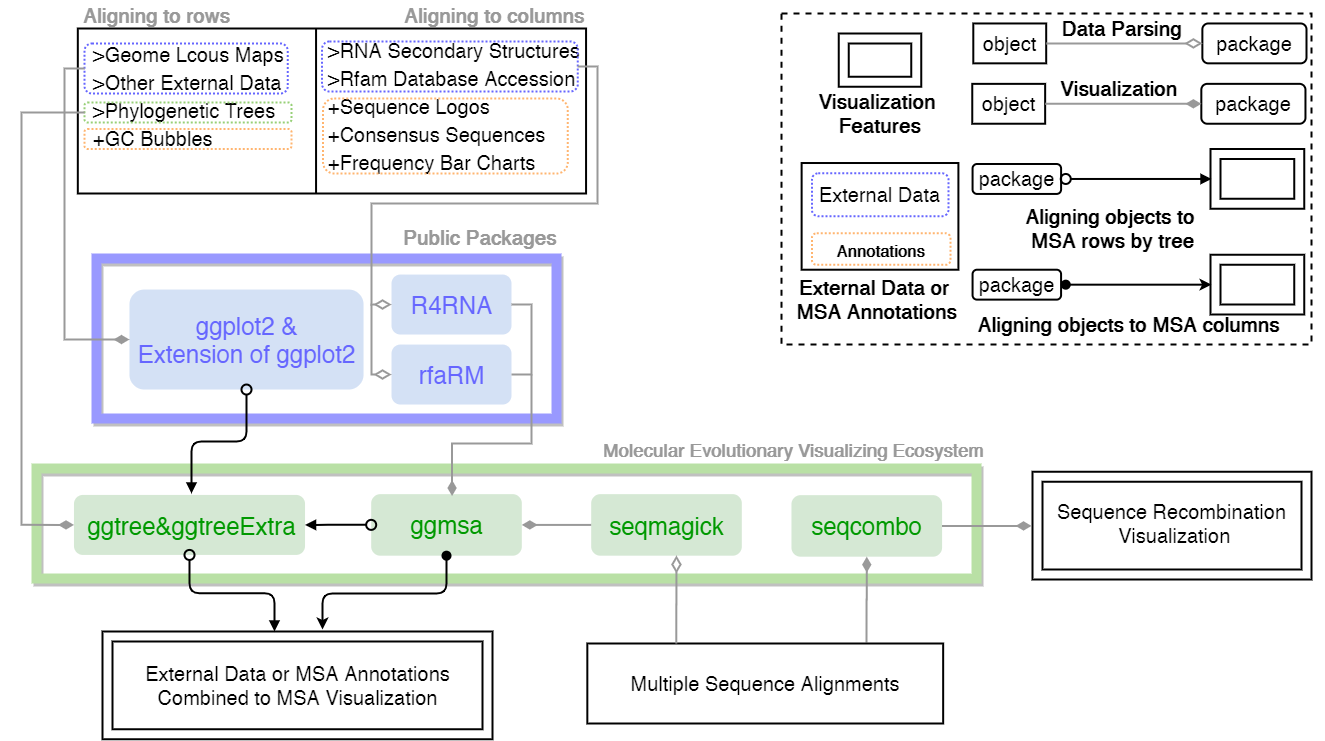 Aligning to rows
Aligning to columns
>Geome Lcous Maps
>Other External Data
>Phylogenetic Trees
+GC Bubbles
>RNA Secondary Structures
>Rfam Database Accession
+Sequence Logos
+Consensus Sequences
+Frequency Bar Charts
Visualization
Features
External Data
Annotations
External Data or
MSA Annotations
object
Data Parsing
package
object
Visualization
package
package
Aligning objects to
MSA rows by tree
package
Aligning objects to MSA columns
Public Packages
ggplot2 &
Extension of ggplot2
R4RNA
rfaRM
Molecular Evolutionary Visualizing Ecosystem
ggtree&ggtreeExtra
ggmsa
seqmagick
seqcombo
Sequence Recombination
Visualization
External Data or MSA Annotations
Combined to MSA Visualization
Multiple Sequence Alignments